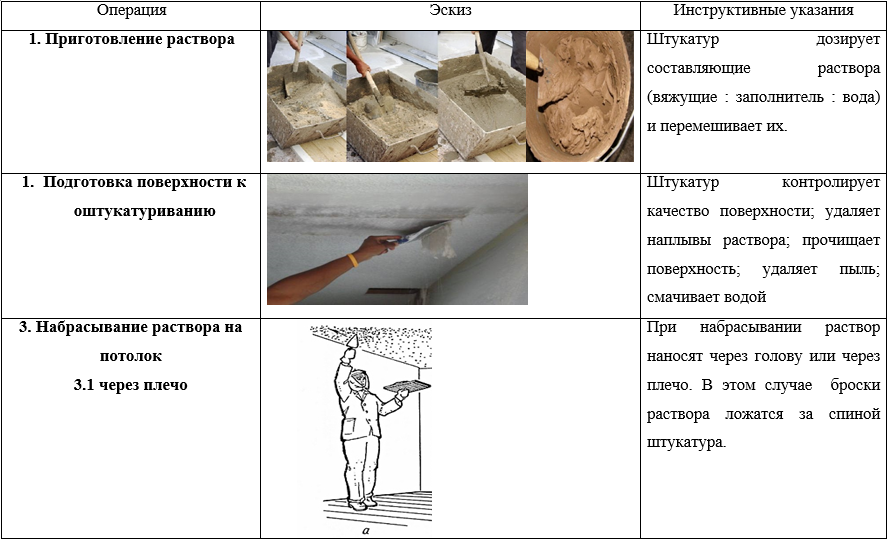 Операция
Эскиз
Инструктивные указания
1. Приготовление раствора
Штукатур дозирует
составляющие раствора
(вяжущие : заполнитель : вода)
и перемешивает их.
1. Подготовка поверхности к
оштукатуриванию
Штукатур контролирует
качество поверхности; удаляет
наплывы раствора; прочищает
поверхность; удаляет пыль;
смачивает водой
3. Набрасывание раствора на
потолок
3.1 через плечо
а
При набрасывании раствор
наносят через голову или через
плечо. В этом случае броски
раствора ложатся за спиной
штукатура.